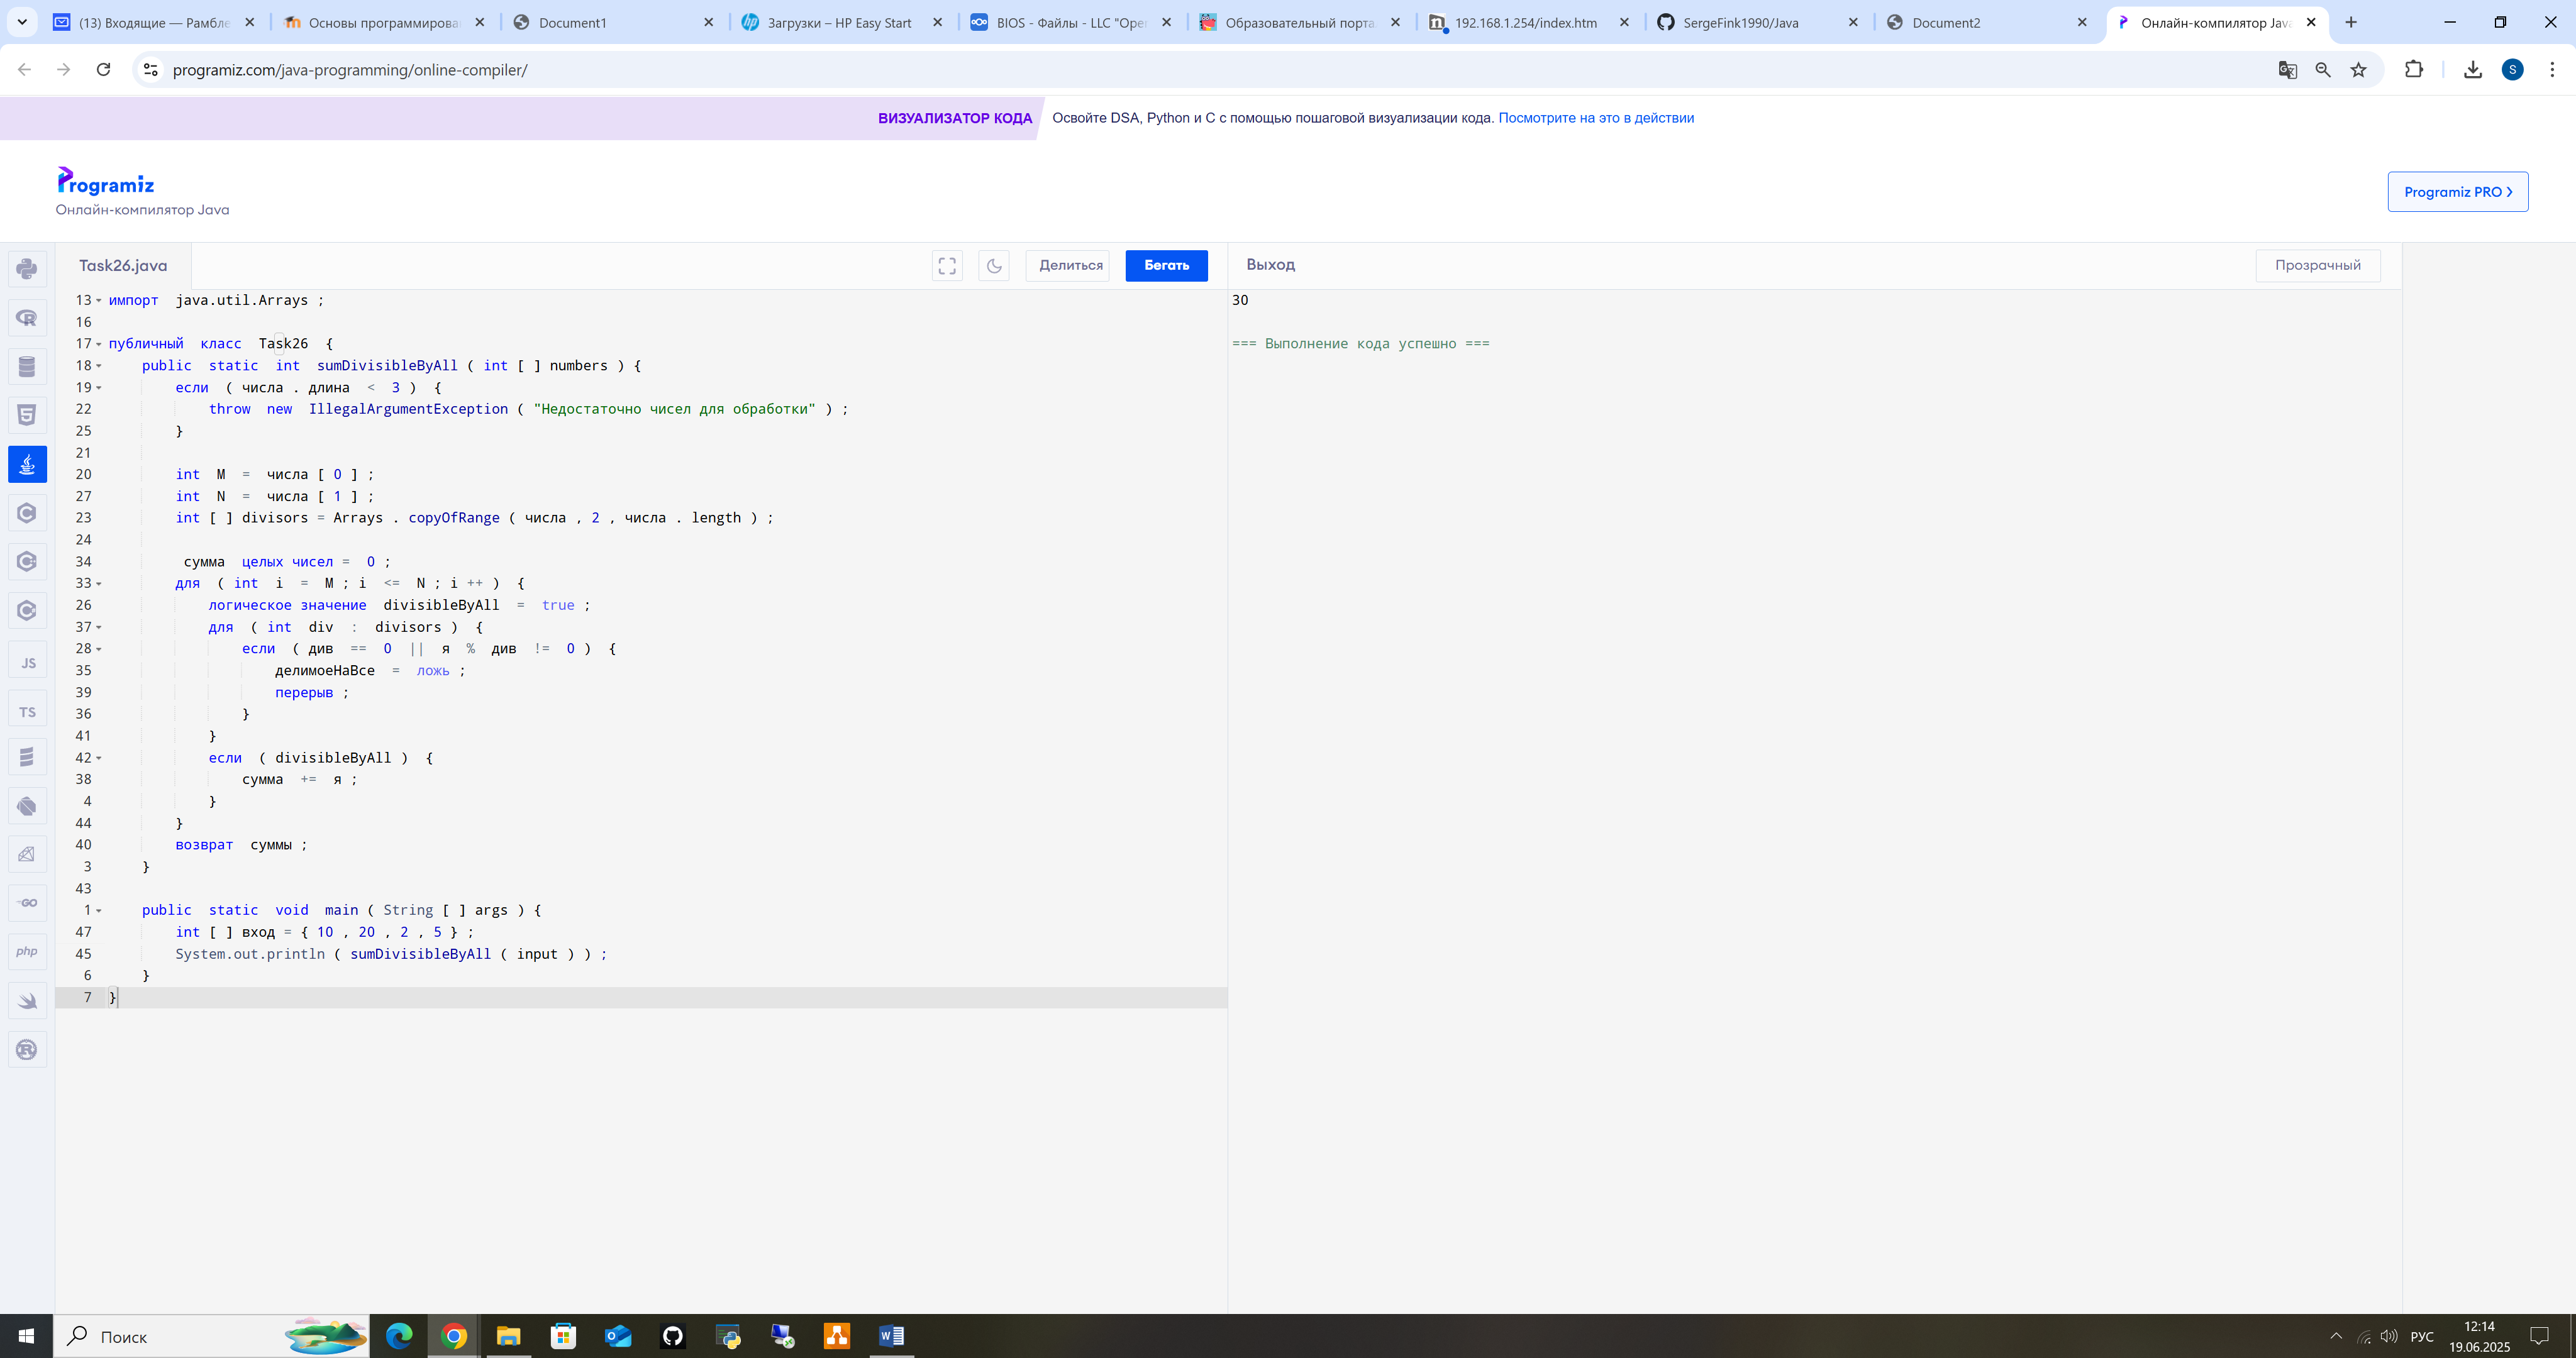 (13) Входящие — Рамбле
Основы программирова
Document1
Загрузки – HP Easy Start
BIOS - Файлы - LLC "Oper
Образовательный порта
192.168.1.254/index.htm
SergeFink1990/Java
Document2
Онлайн-компилятор Java
programiz.com/java-programming/online-compiler/
S
ВИЗУАЛИЗАТОР КОДА
Освойте DSA, Python и C с помощью пошаговой визуализации кода. Посмотрите на это в действии
Programiz
Онлайн-компилятор Java
Programiz PRO >
Task26.java
Делиться
Бегать
Выход
Прозрачный
13 импорт java.util.Arrays ;
16
17 публичный класс Task26 {
18 public static int sumDivisibleByAll ( int [ ] numbers ) {
19 если ( числа . длина < 3 ) {
22 throw new IllegalArgumentException ( "Недостаточно чисел для обработки" ) ;
25 }
21
20 int M = числа [ 0 ] ;
27 int N = числа [ 1 ] ;
23 int [ ] divisors = Arrays . copyOfRange ( числа , 2 , числа . length ) ;
24
34 сумма целых чисел = 0 ;
33 для ( int i = M ; i <= N ; i ++ ) {
26 логическое значение divisibleByAll = true ;
37 для ( int div : divisors ) {
28 если ( див == 0 || я % див != 0 ) {
35 делимоеНаВсе = ложь ;
39 перерыв ;
36 }
41 }
42 если ( divisibleByAll ) {
38 сумма += я ;
4 }
44 }
40 возврат суммы ;
3 }
43
1 public static void main ( String [ ] args ) {
47 int [ ] вход = { 10 , 20 , 2 , 5 } ;
45 System.out.println ( sumDivisibleByAll ( input ) ) ;
6 }
7 }
30
=== Выполнение кода успешно ===
JS
TS
GO
php
Поиск
РУС
12:14
19.06.2025